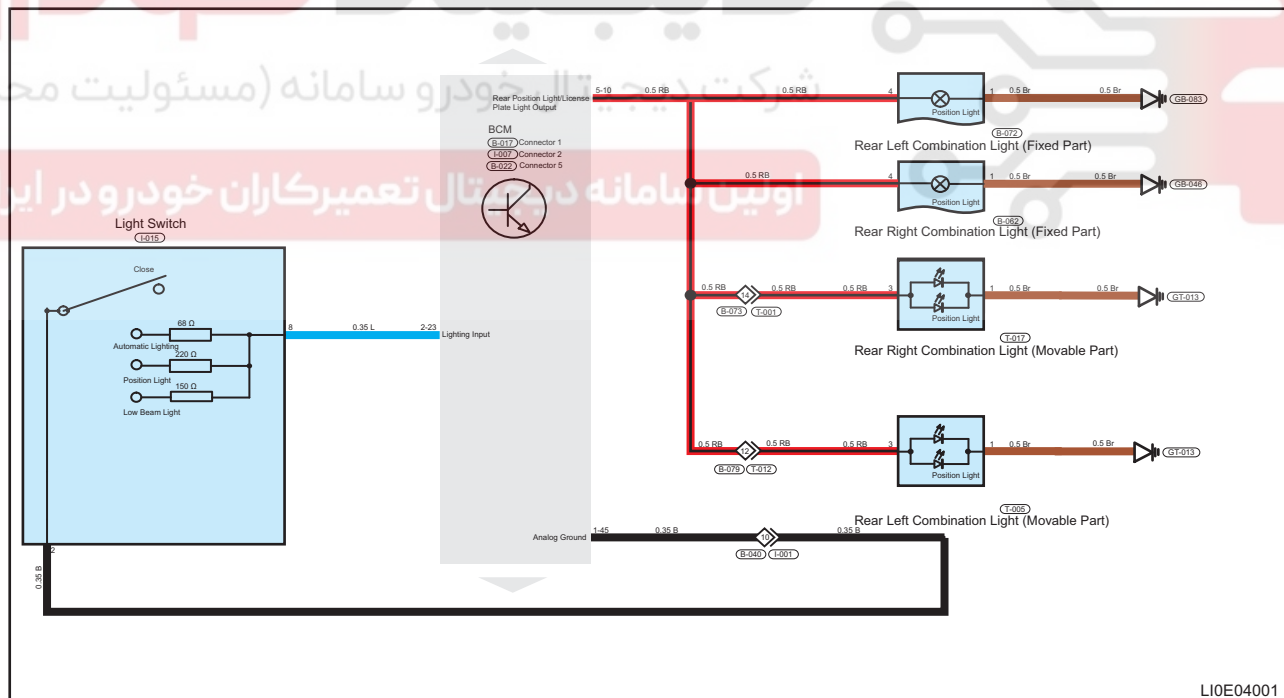 شرکت دیجیتال خودرو سامانه (مسئولیت
اولین سامانه دیجیتال تعمیرکاران خودرو در ایران
Rear Position Light/License
Plate Light Output
BCM
B-017 Connector 1
I-007 Connector 2
B-022 Connector 5
5-10
0.5 RB
0.5 RB
4
Position Light
1
0.5 Br
0.5 Br
GB-083
B-072
Rear Left Combination Light (Fixed Part)
0.5 RB
4
Position Light
1
0.5 Br
0.5 Br
GB-046
B-062
Rear Right Combination Light (Fixed Part)
Light Switch
I-015
Close
68 Ω
Automatic Lighting
220 Ω
Position Light
150 Ω
Low Beam Light
8
0.35 L
2-23
Lighting Input
0.5 RB
14
0.5 RB
0.5 RB
3
B-073
T-001
Position Light
1
0.5 Br
0.5 Br
GT-013
T-017
Rear Right Combination Light (Movable Part)
0.5 RB
12
0.5 RB
0.5 RB
3
B-079
T-012
Position Light
1
0.5 Br
0.5 Br
GT-013
T-005
Rear Left Combination Light (Movable Part)
Analog Ground
1-45
0.35 B
10
0.35 B
B-040
I-001
2
0.35 B
LI0E04001